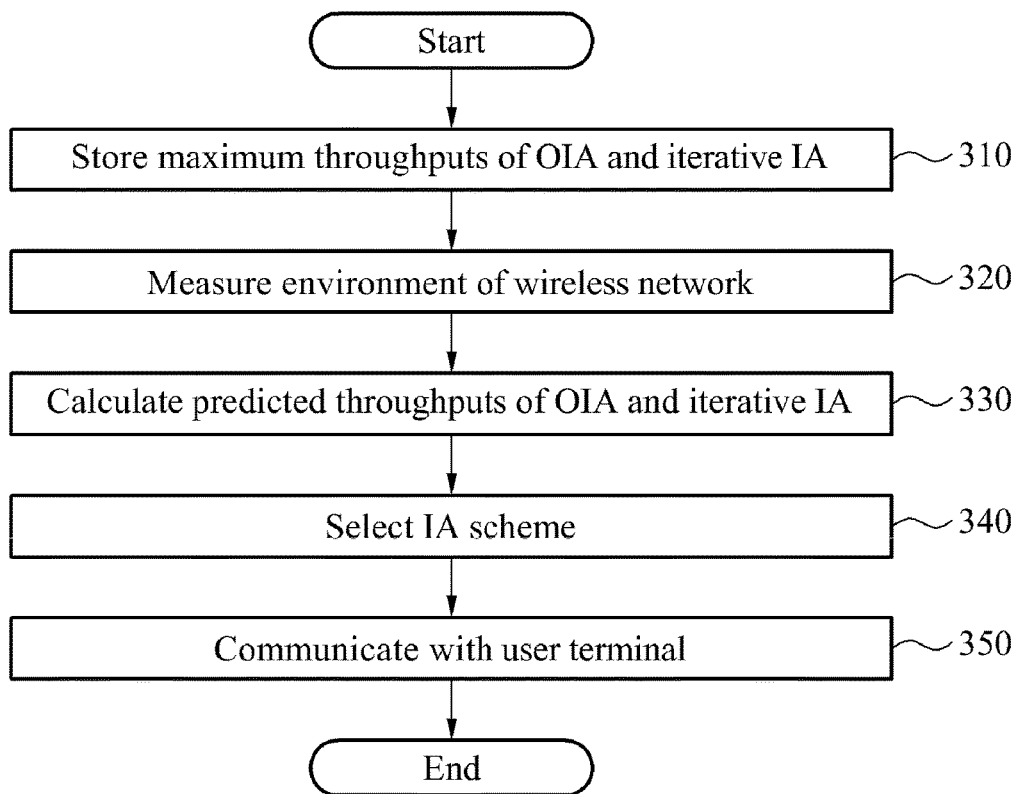 Start
Store maximum throughputs of OIA and iterative IA
310
Measure environment of wireless network
320
Calculate predicted throughputs of OIA and iterative IA
330
Select IA scheme
340
Communicate with user terminal
350
End